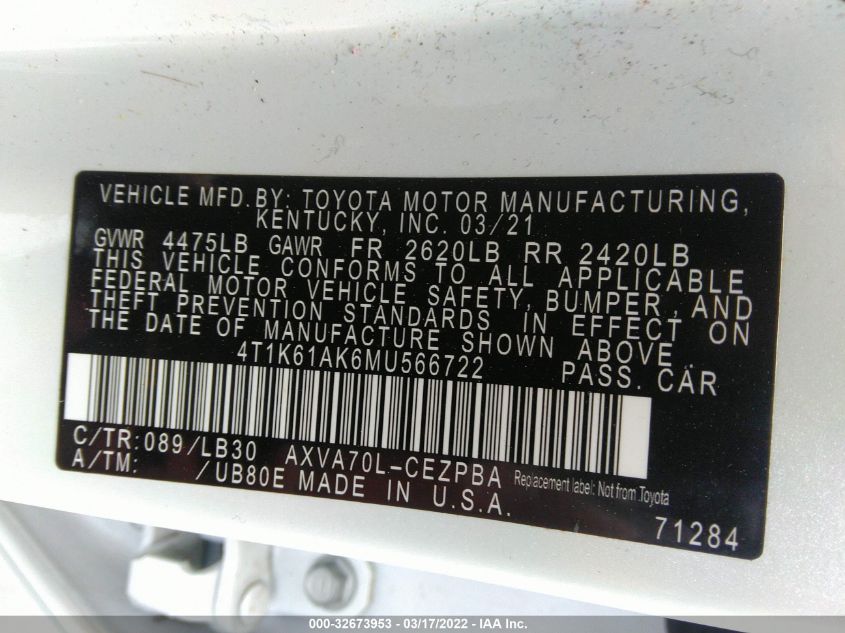 VEHICLE MFD.BY: TOYOTA MOTOR MANUFACTURING,
KENTUCKY, INC. 03/21
GVWR 4475LB GAWR FR 2620LB RR 2420LB
THIS VEHICLE CONFORMS TO ALL APPLICABLE
FEDERAL MOTOR VEHICLE SAFETY, BUMPER, AND
THEFT PREVENTION STANDARDS IN EFFECT ON
THE DATE OF MANUFACTURE SHOWN ABOVE.
4T1K61AK6MU566722 PASS. CAR
C/TR:089/LB30 AXVA70L-CEZPBA Replacement label: Not from Toyota
A/TM: /UB80E MADE IN U.S.A.
71284
000-32673953 - 03/17/2022 - IAA Inc.